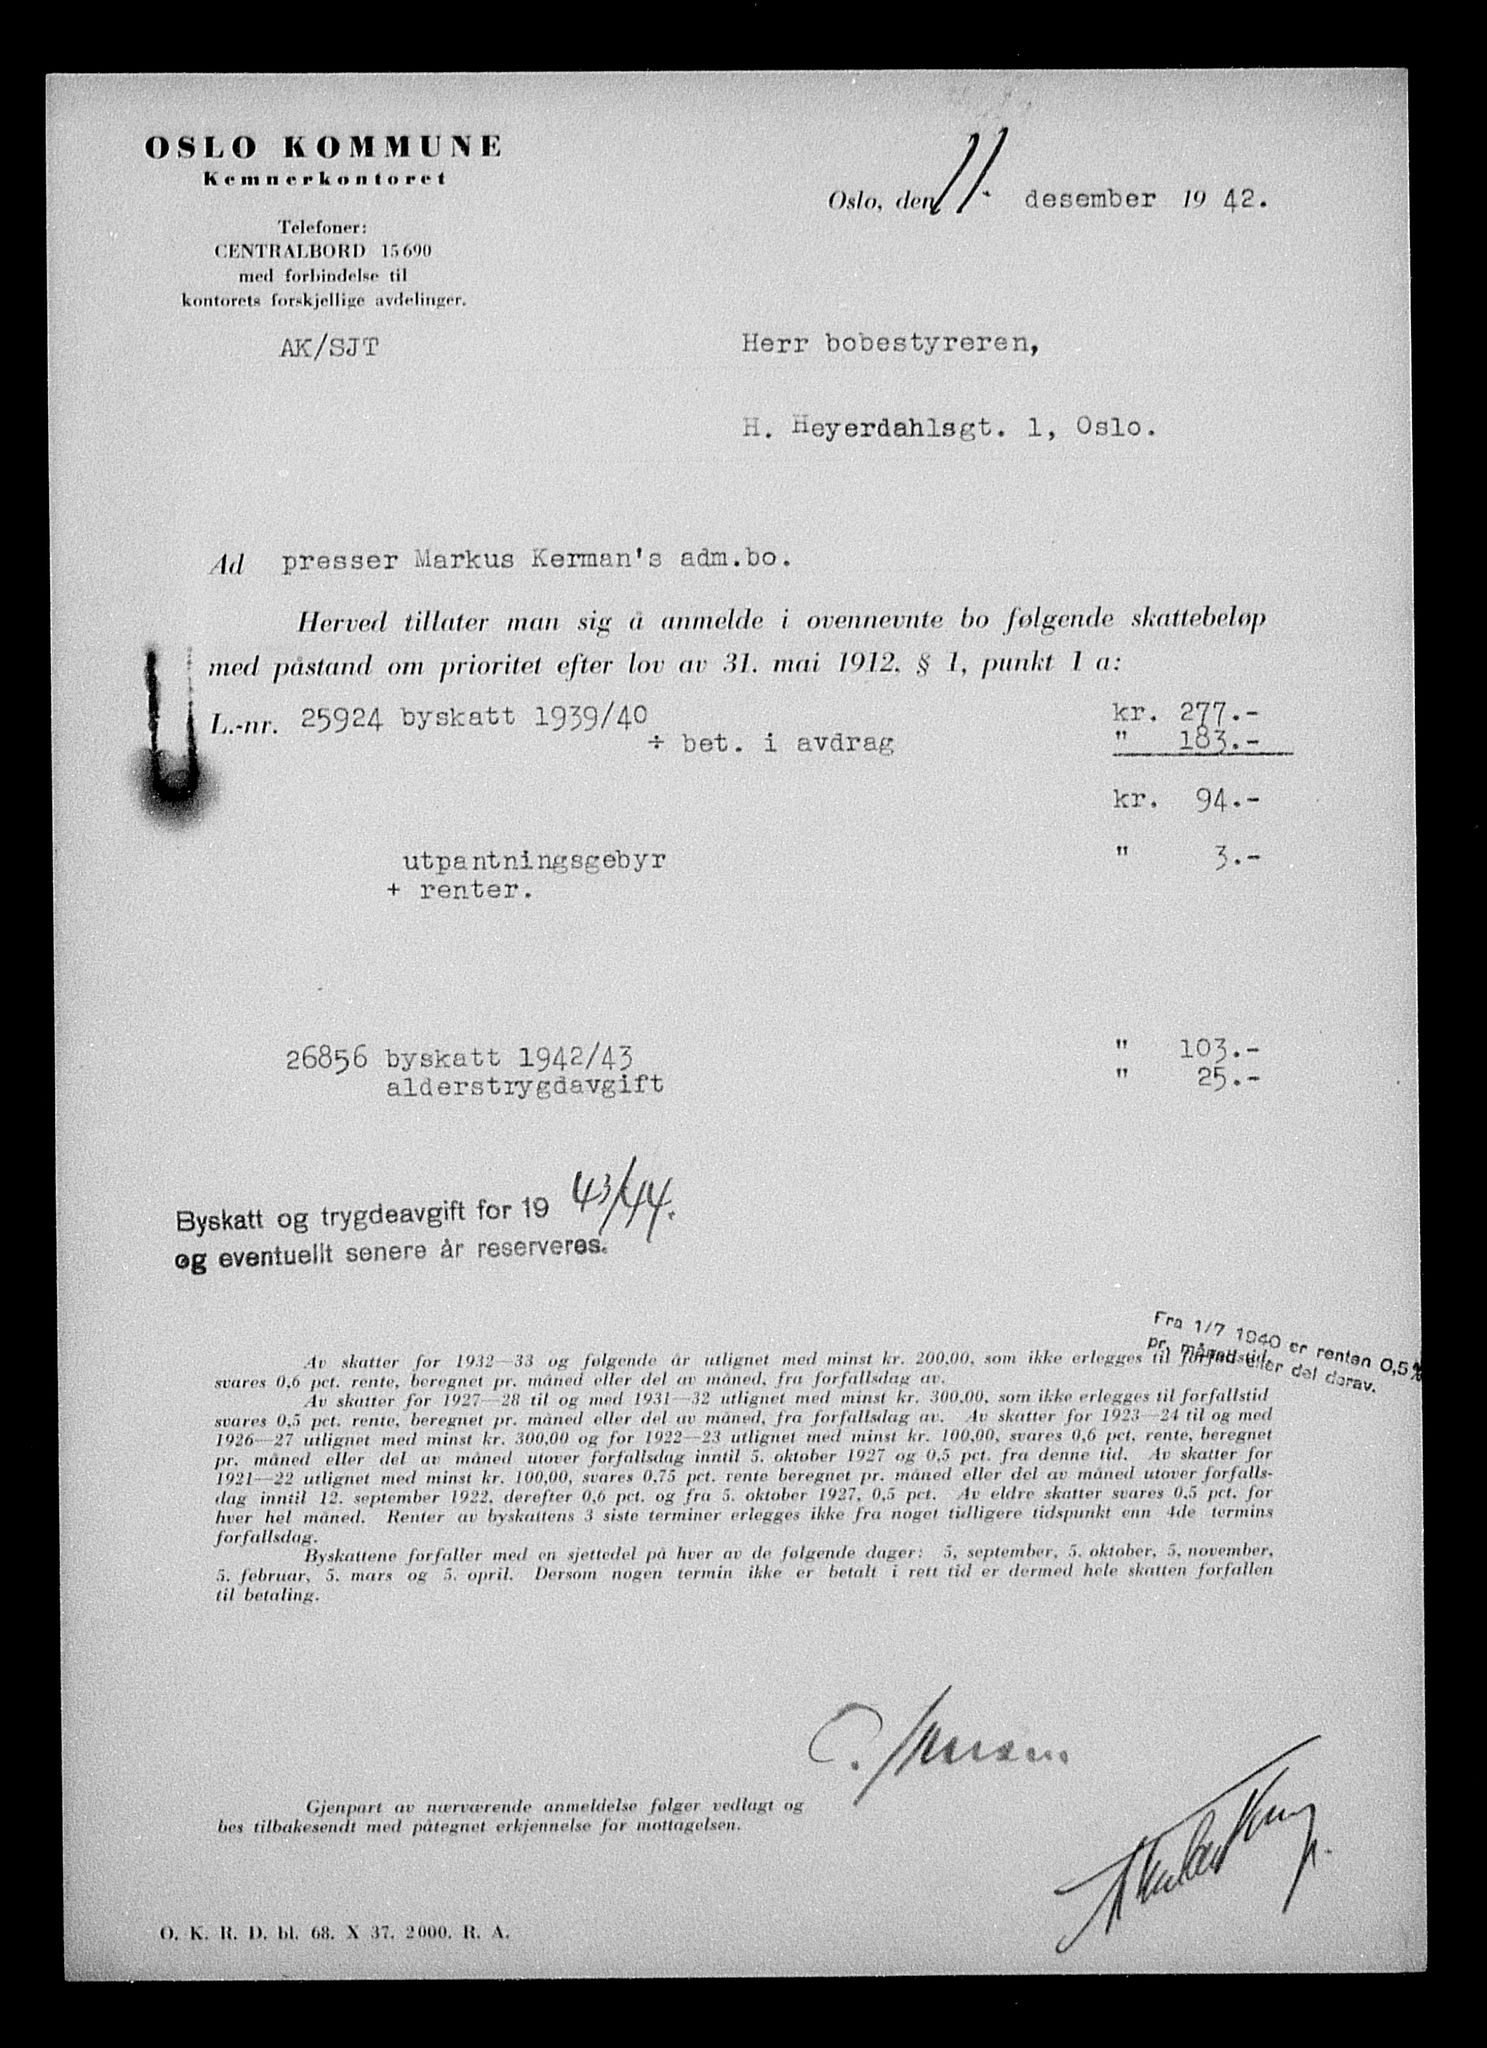 OSLO KOMMUNE
Kemnerkontoret
Telefoner:
CENTRALBORD 15690
med forbindelse til
kontorets forskjellige avdelinger.
Oslo, den 11. desember 1942.
AK/SJT
Herr bobestyreren,
H. Heyerdahlsgt. 1, Oslo.
Ad presser Markus Kerman's adm.bo.
Herved tillater man sig å anmelde i ovennevnte bo følgende skattebeløp
med påstand om prioritet efter lov av 31. mai 1912, § 1, punkt 1 a:
L.-nr. 25924 byskatt 1939/40 kr. 277.-
÷ bet. i avdrag " 183.-
kr. 94.-
utpantningsgebyr " 3.-
+ renter.
26856 byskatt 1942/43 " 103.-
alderstrygdavgift " 25.-
Byskatt og trygdeavgift for 19 43/44.
og eventuellt senere år reserveres.
Fra 1/7 1940 er renten 0,5%
pr. måned eller del derav.
Av skatter for 1932—33 og følgende år utlignet med minst kr. 200,00, som ikke erlegges til forfallstid,
svares 0,6 pct. rente, beregnet pr. måned eller del av måned, fra forfallsdag av.
Av skatter for 1927—28 til og med 1931—32 utlignet med minst kr. 300,00, som ikke erlegges til forfallstid
svares 0,5 pct. rente, beregnet pr. måned eller del av måned, fra forfallsdag av. Av skatter for 1923—24 til og med
1926—27 utlignet med minst kr. 300,00 og for 1922—23 utlignet med minst kr. 100,00, svares 0,6 pct. rente, beregnet
pr. måned eller del av måned utover forfallsdag inntil 5. oktober 1927 og 0,5 pct. fra denne tid. Av skatter for
1921—22 utlignet med minst kr. 100,00, svares 0,75 pct. rente beregnet pr. måned eller del av måned utover forfalls-
dag inntil 12. september 1922, derefter 0,6 pct. og fra 5. oktober 1927, 0,5 pct. Av eldre skatter svares 0,5 pct. for
hver hel måned. Renter av byskattens 3 siste terminer erlegges ikke fra noget tidligere tidspunkt enn 4de termins
forfallsdag.
Byskattene forfaller med en sjettedel på hver av de følgende dager: 5. september, 5. oktober, 5. november,
5. februar, 5. mars og 5. april. Dersom nogen termin ikke er betalt i rett tid er dermed hele skatten forfallen
til betaling.
Gjenpart av nærværende anmeldelse følger vedlagt og
bes tilbakesendt med påtegnet erkjennelse for mottagelsen.
O. K. R. D. bl. 68. X 37. 2000. R. A.